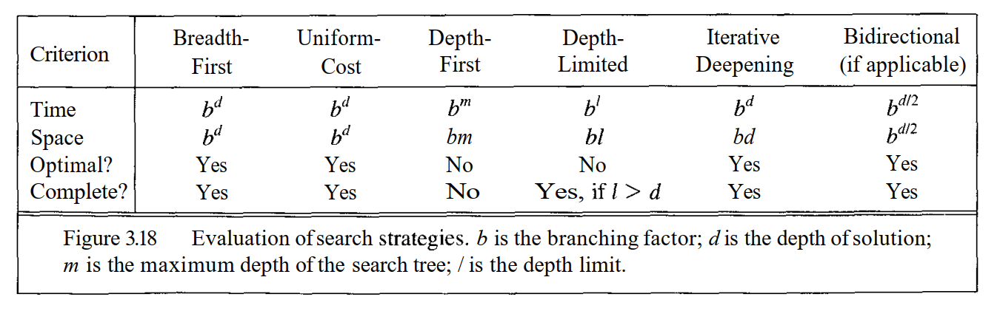 Criterion Breadth-First Uniform-Cost Depth-First Depth-Limited Iterative Deepening Bidirectional (if applicable)
Time b^d b^d b^m b^l b^d b^{d/2}
Space b^d b^d bm bl bd b^{d/2}
Optimal? Yes Yes No No Yes Yes
Complete? Yes Yes No Yes, if l > d Yes Yes
Figure 3.18 Evaluation of search strategies. b is the branching factor; d is the depth of solution;
m is the maximum depth of the search tree; / is the depth limit.